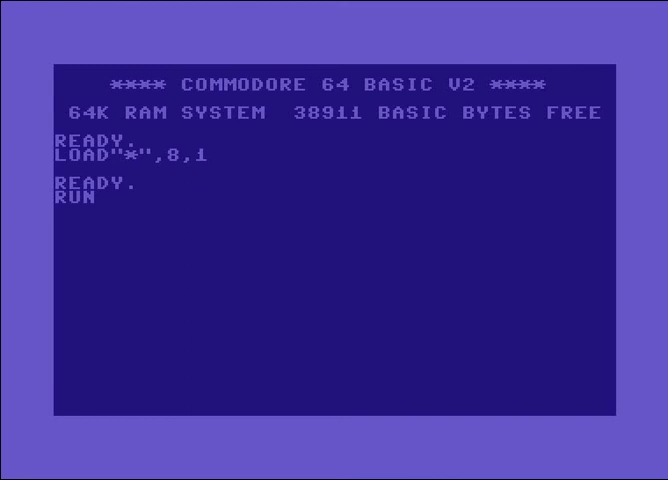 **** COMMODORE 64 BASIC V2 ****
64K RAM SYSTEM  38911 BASIC BYTES FREE
READY.
LOAD"*",8,1
READY.
RUN